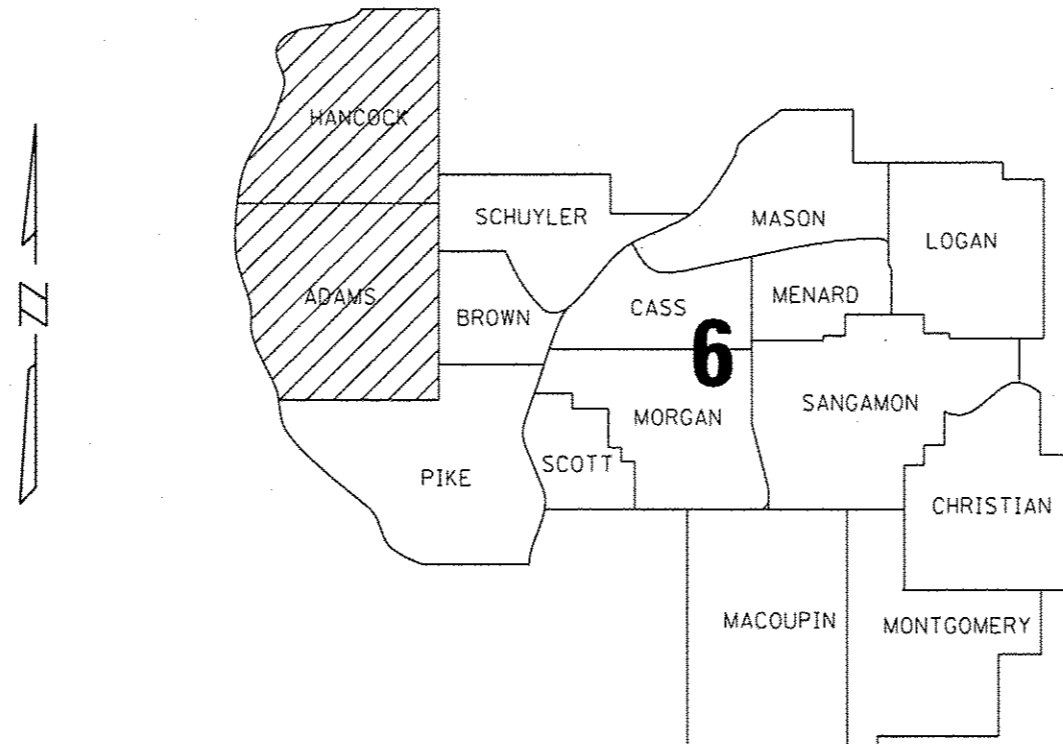 HANCOCK
SCHUYLER
MASON
LOGAN
ADAMS
BROWN
CASS
MENARD
6
MORGAN
SANGAMON
PIKE
SCOTT
CHRISTIAN
MACOUPIN
MONTGOMERY
N